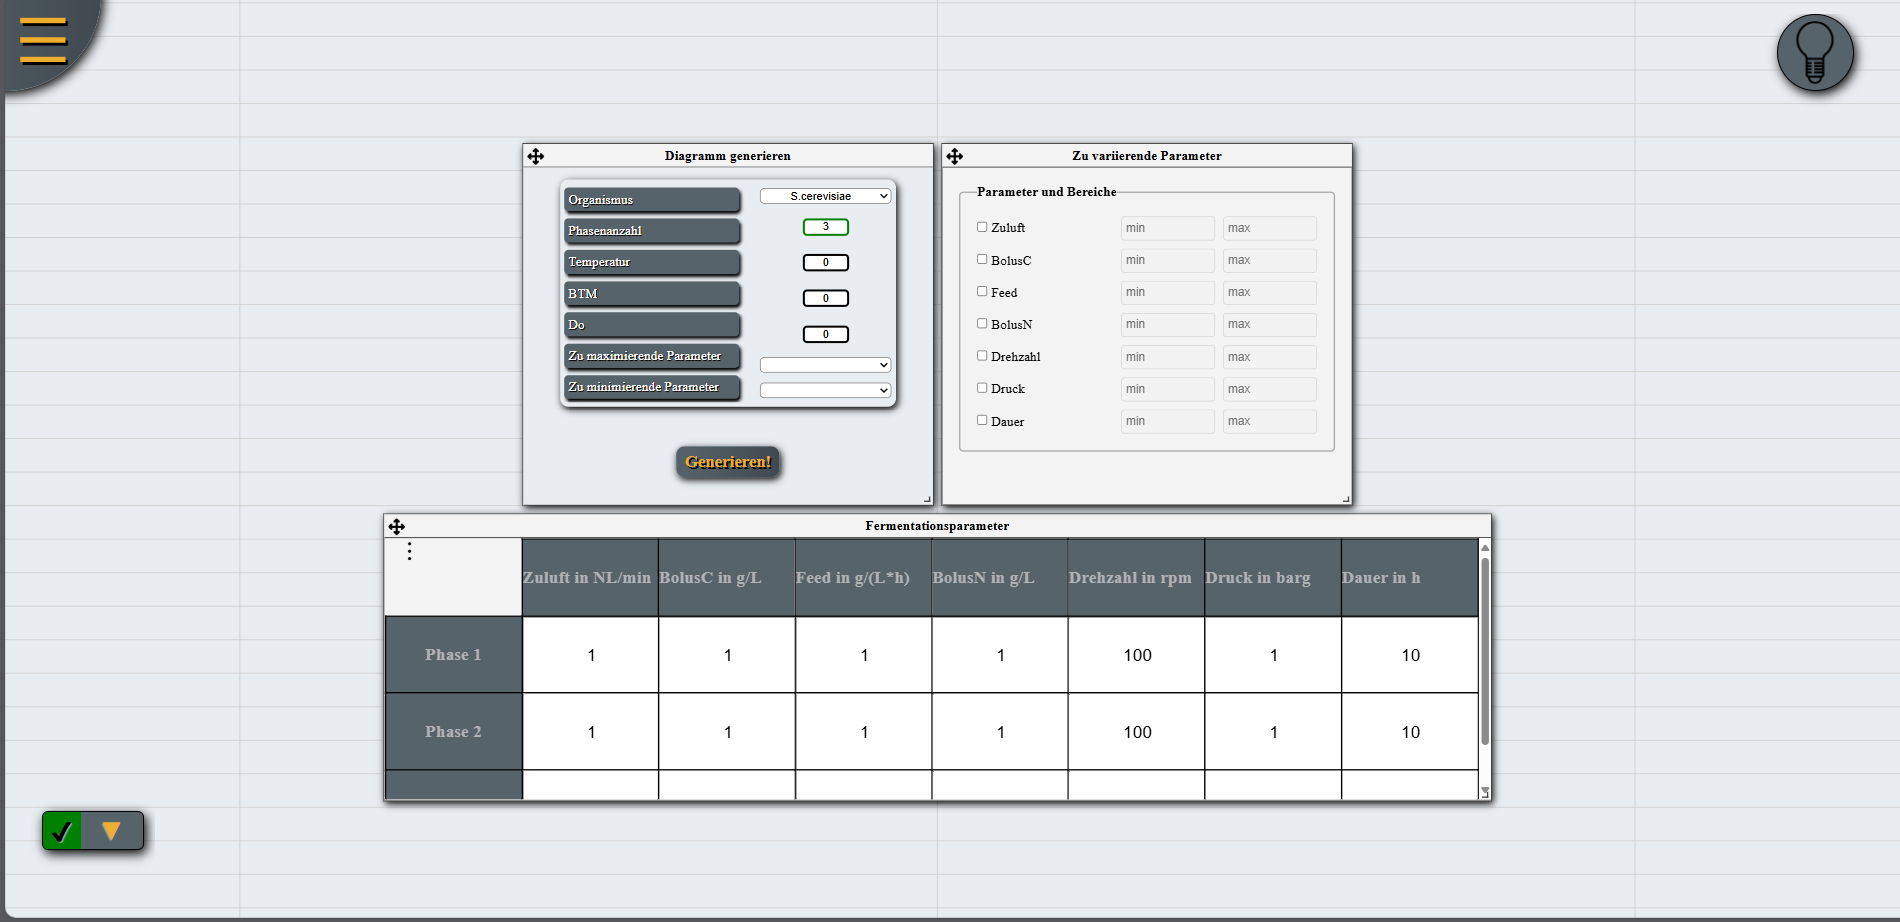 Diagramm generieren
Organismus S.cerevisiae
Phasenanzahl 3
Temperatur 0
BTM 0
Do 0
Zu maximierende Parameter
Zu minimierende Parameter
Generieren!
Zu variierende Parameter
Parameter und Bereiche
Zuluft min max
BolusC min max
Feed min max
BolusN min max
Drehzahl min max
Druck min max
Dauer min max
Fermentationsparameter
Zuluft in NL/min BolusC in g/L Feed in g/(L*h) BolusN in g/L Drehzahl in rpm Druck in barg Dauer in h
Phase 1 1 1 1 1 100 1 10
Phase 2 1 1 1 1 100 1 10